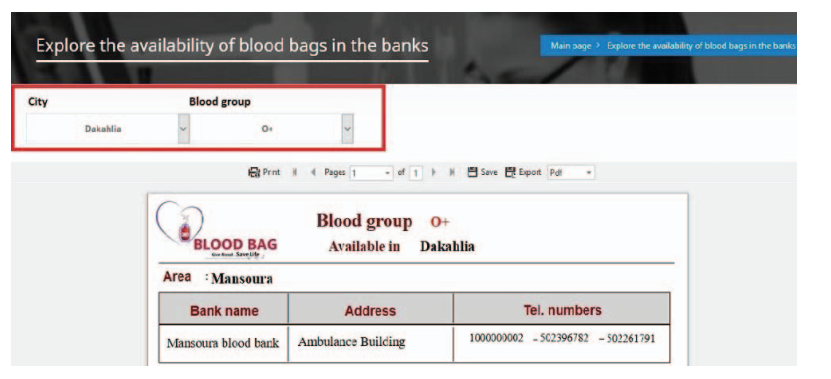 Explore the availability of blood bags in the banks
Main page > Explore the availability of blood bags in the banks
City Blood group
Dakahlia O+
Print Pages 1 of 1 Save Export Pdf
BLOOD BAG
Give Blood, Save Life
Blood group O+
Available in Dakahlia
Area : Mansoura
Bank name Address Tel. numbers
Mansoura blood bank Ambulance Building 1000000002 - 502396782 - 502261791